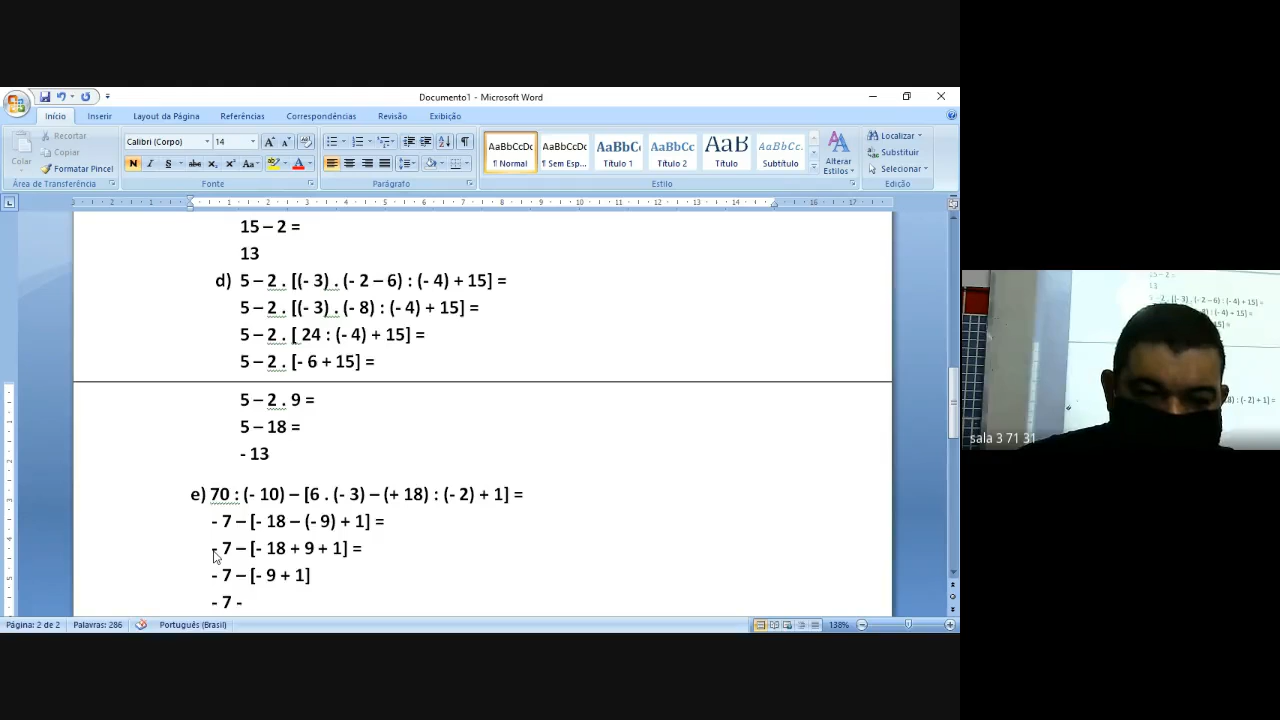 Documento1 - Microsoft Word
Início Inserir Layout da Página Referências Correspondências Revisão Exibição
Colar
Recortar
Copiar
Formatar Pincel
Área de Transferência
Calibri (Corpo) 14
Fonte
Parágrafo
AaBbCcDc AaBbCcDc AaBbC AaBbCc AaB AaBbCc.
¶ Normal ¶ Sem Esp... Título 1 Título 2 Título Subtítulo
Alterar Estilos
Estilo
Localizar
Substituir
Selecionar
Edição
15 – 2 =
13
d) 5 – 2 . [(- 3) . (- 2 – 6) : (- 4) + 15] =
5 – 2 . [(- 3) . (- 8) : (- 4) + 15] =
5 – 2 . [ 24 : (- 4) + 15] =
5 – 2 . [- 6 + 15] =
5 – 2 . 9 =
5 – 18 =
- 13
e) 70 : (- 10) – [6 . (- 3) – (+ 18) : (- 2) + 1] =
- 7 – [- 18 – (- 9) + 1] =
- 7 – [- 18 + 9 + 1] =
- 7 – [- 9 + 1]
- 7 -
Página: 2 de 2 Palavras: 286 Português (Brasil) 138%
sala 3 71 31